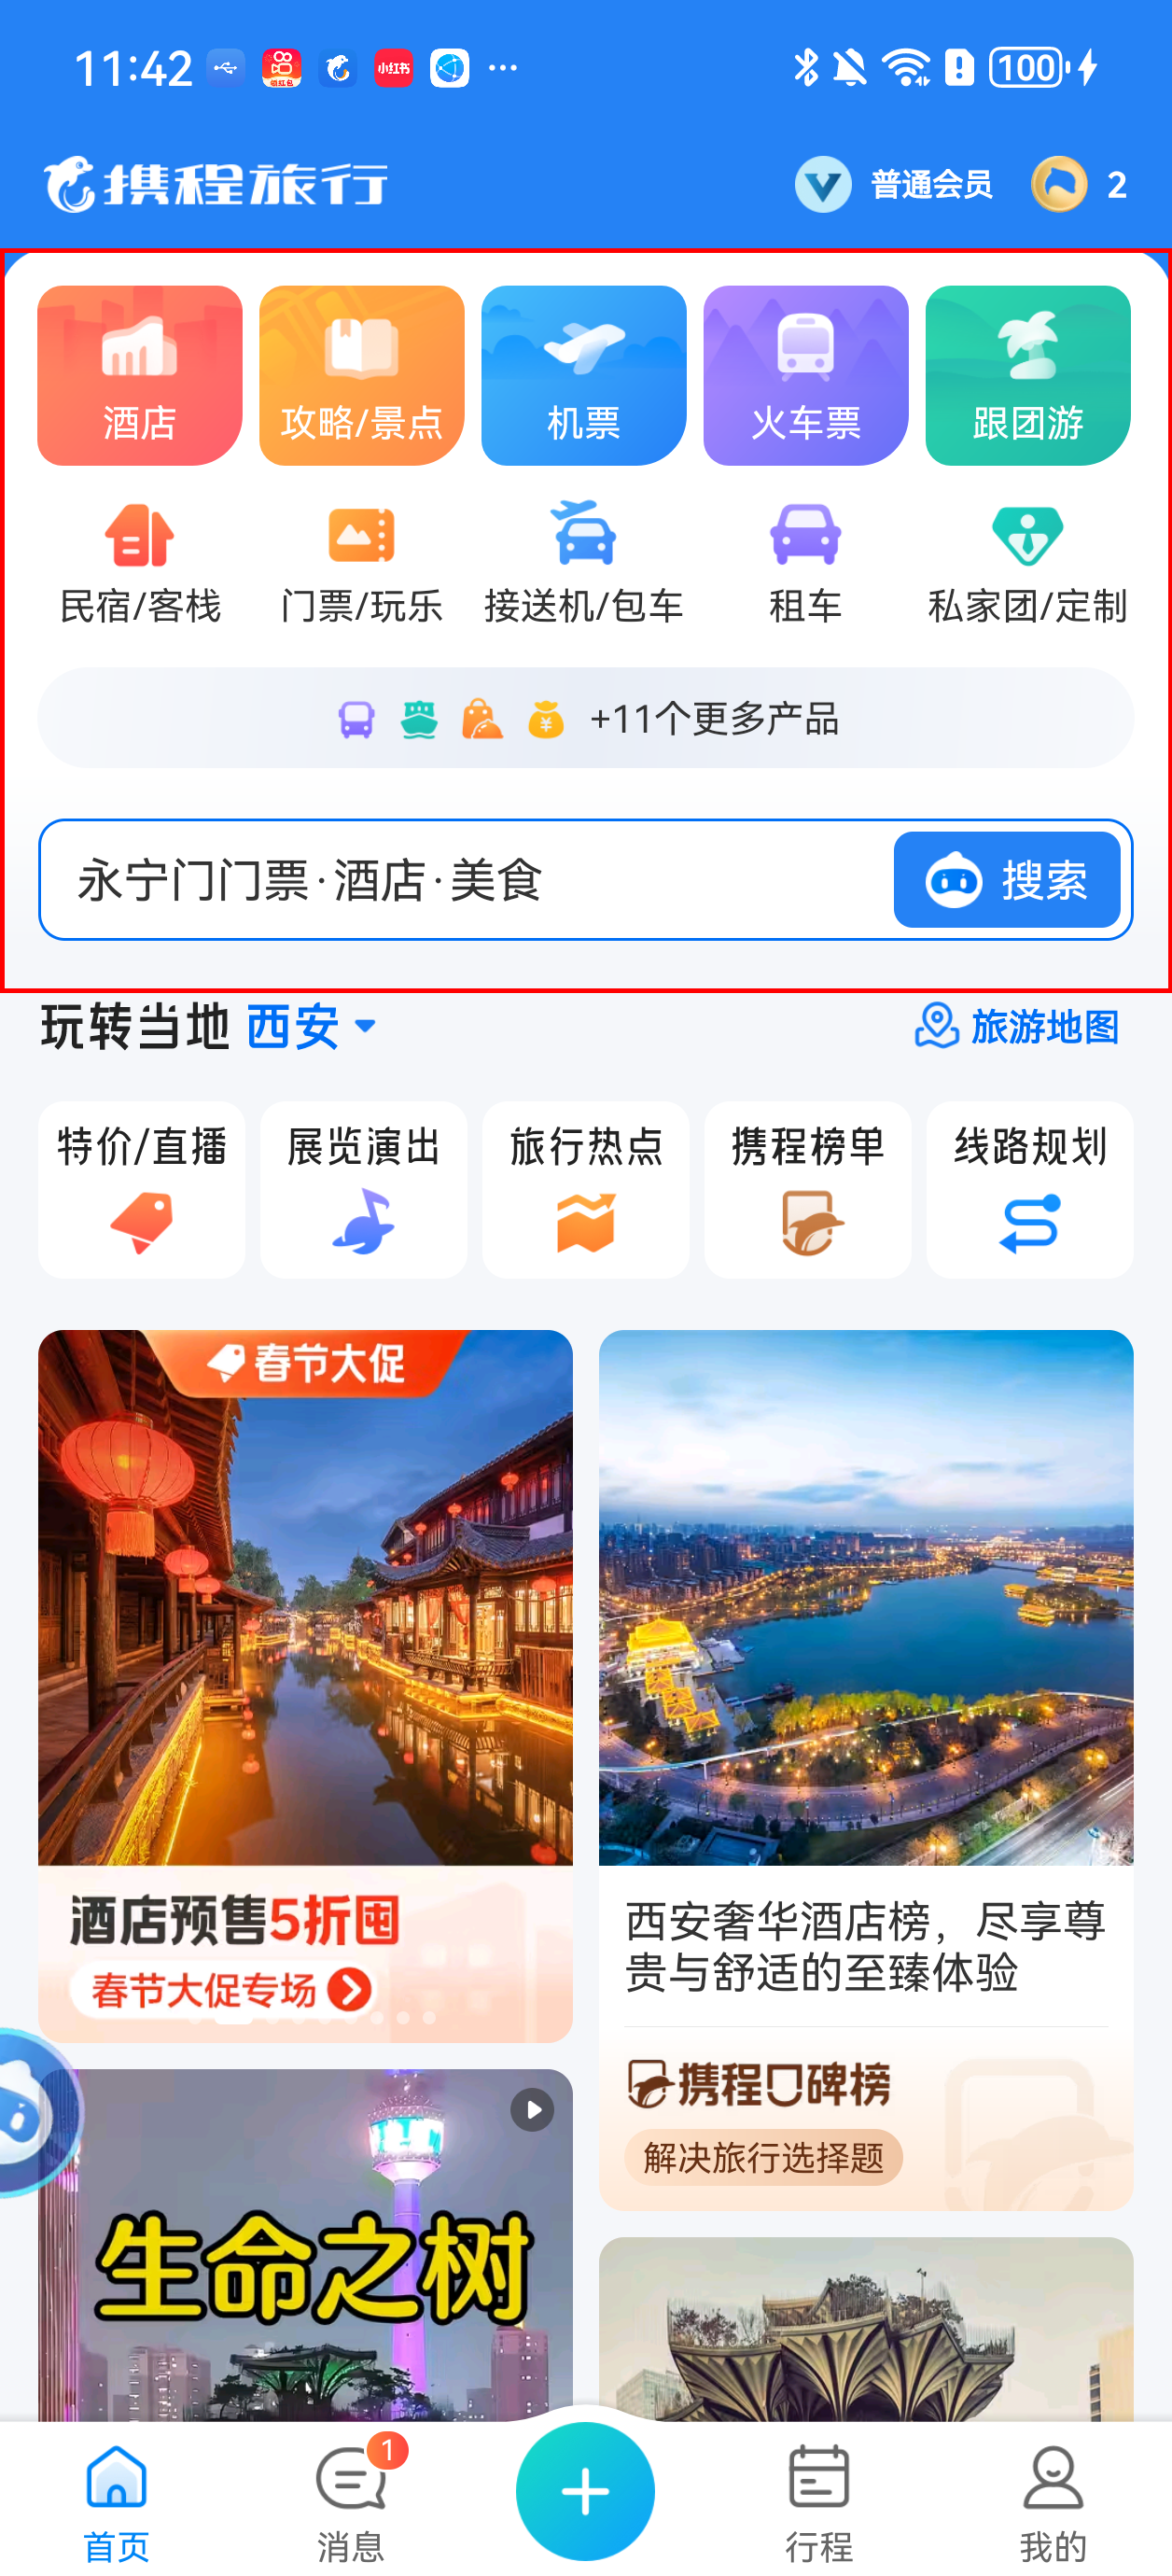 11:42
小红书
100
携程旅行
普通会员 2
酒店 攻略/景点 机票 火车票 跟团游
民宿/客栈 门票/玩乐 接送机/包车 租车 私家团/定制
+11个更多产品
永宁门门票·酒店·美食 搜索
玩转当地 西安 旅游地图
特价/直播 展览演出 旅行热点 携程榜单 线路规划
春节大促
酒店预售5折囤
春节大促专场
西安奢华酒店榜，尽享尊
贵与舒适的至臻体验
携程口碑榜
解决旅行选择题
生命之树
1
首页 消息 行程 我的